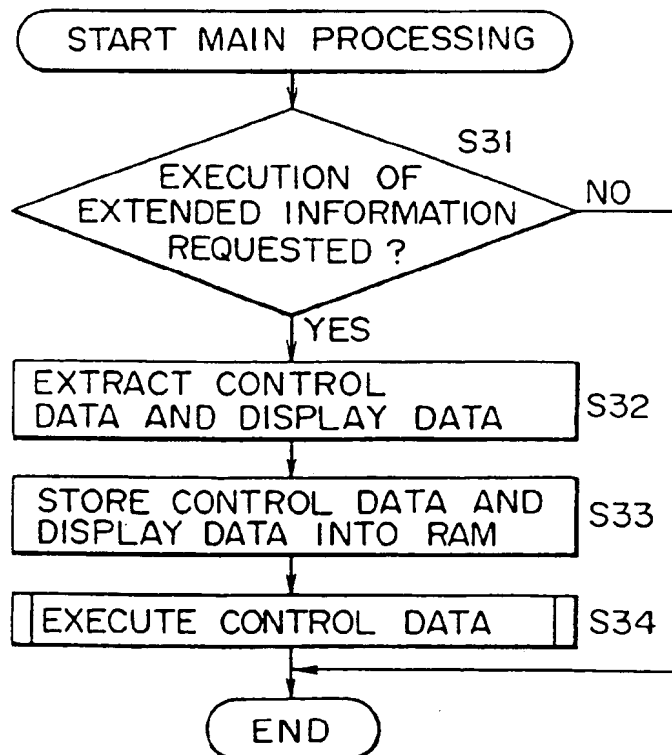 START MAIN PROCESSING
S31
EXECUTION OF
EXTENDED INFORMATION
REQUESTED ?
NO
YES
EXTRACT CONTROL
DATA AND DISPLAY DATA
S32
STORE CONTROL DATA AND
DISPLAY DATA INTO RAM
S33
EXECUTE CONTROL DATA
S34
END